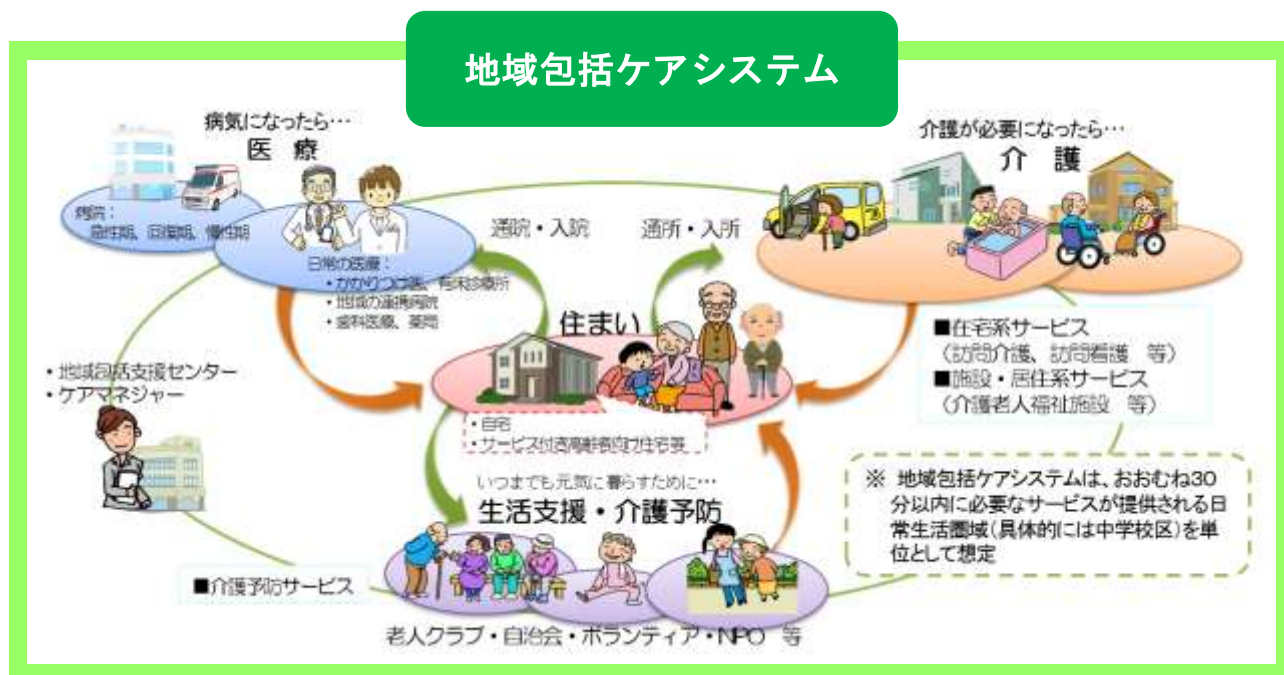 地域包括ケアシステム
病気になったら…
医 療
病院：
急性期、回復期、慢性期
日常の医療：
・かかりつけ医、有床診療所
・地域の連携病院
・歯科医療、薬局
通院・入院
通所・入所
介護が必要になったら…
介 護
■在宅系サービス
（訪問介護、訪問看護 等）
■施設・居住系サービス
（介護老人福祉施設 等）
住まい
・自宅
・サービス付き高齢者向け住宅等
・地域包括支援センター
・ケアマネジャー
いつまでも元気に暮らすために…
生活支援・介護予防
■介護予防サービス
老人クラブ・自治会・ボランティア・NPO 等
※ 地域包括ケアシステムは、おおむね30
分以内に必要なサービスが提供される日
常生活圏域（具体的には中学校区）を単
位として想定